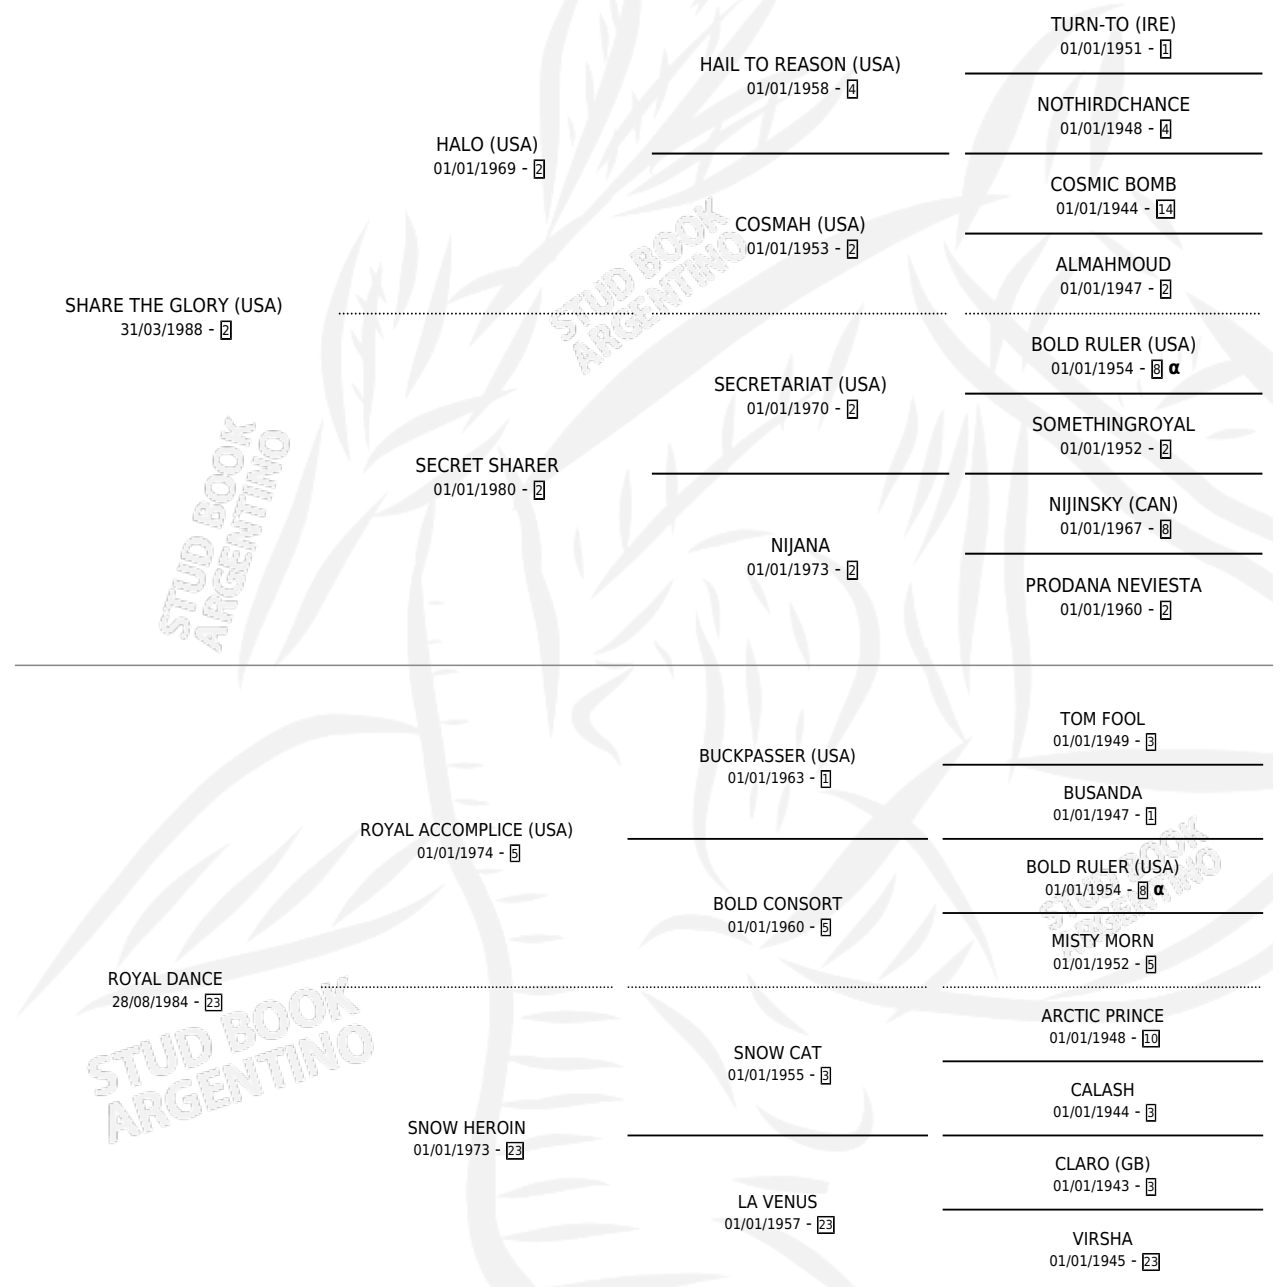 TURN-TO (IRE)
01/01/1951 - 1
HAIL TO REASON (USA)
01/01/1958 - 4
NOTHIRDCHANCE
01/01/1948 - 4
HALO (USA)
01/01/1969 - 2
COSMIC BOMB
01/01/1944 - 14
COSMAH (USA)
01/01/1953 - 2
ALMAHMOUD
01/01/1947 - 2
SHARE THE GLORY (USA)
31/03/1988 - 2
BOLD RULER (USA)
01/01/1954 - 8 α
SECRETARIAT (USA)
01/01/1970 - 2
SOMETHINGROYAL
01/01/1952 - 2
SECRET SHARER
01/01/1980 - 2
NIJINSKY (CAN)
01/01/1967 - 8
NIJANA
01/01/1973 - 2
PRODANA NEVIESTA
01/01/1960 - 2
TOM FOOL
01/01/1949 - 3
BUCKPASSER (USA)
01/01/1963 - 1
BUSANDA
01/01/1947 - 1
ROYAL ACCOMPLICE (USA)
01/01/1974 - 5
BOLD RULER (USA)
01/01/1954 - 8 α
BOLD CONSORT
01/01/1960 - 5
MISTY MORN
01/01/1952 - 5
ROYAL DANCE
28/08/1984 - 23
ARCTIC PRINCE
01/01/1948 - 10
SNOW CAT
01/01/1955 - 3
CALASH
01/01/1944 - 3
SNOW HEROIN
01/01/1973 - 23
CLARO (GB)
01/01/1943 - 3
LA VENUS
01/01/1957 - 23
VIRSHA
01/01/1945 - 23
STUD BOOK
ARGENTINO
STUD BOOK
ARGENTINO
STUD BOOK
ARGENTINO
STUD BOOK
ARGENTINO